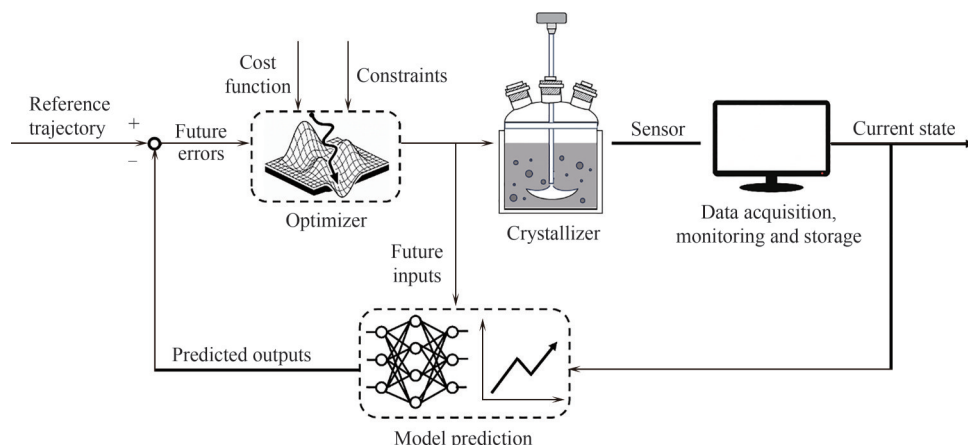 Cost
function
Constraints
Reference
trajectory
+
−
Future
errors
Optimizer
Sensor
Current state
Crystallizer
Data acquisition,
monitoring and storage
Future
inputs
Predicted outputs
Model prediction